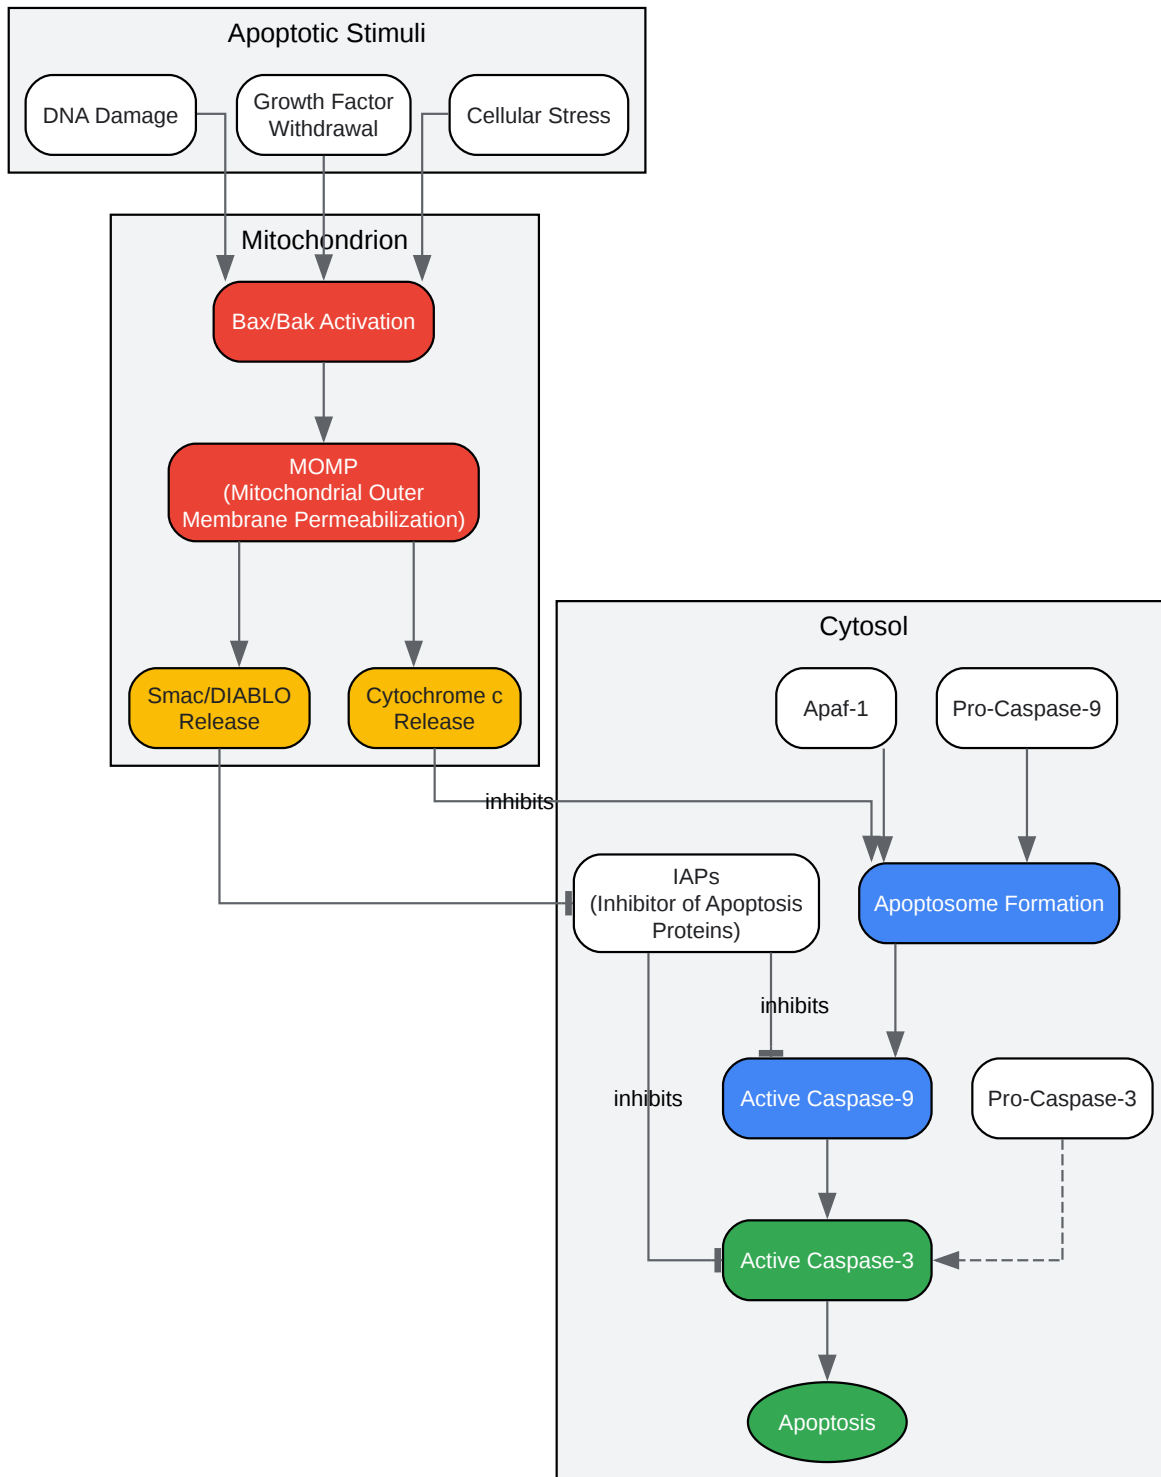 Apoptotic Stimuli
DNA Damage
Growth Factor
Withdrawal
Cellular Stress
Mitochondrion
Bax/Bak Activation
MOMP
(Mitochondrial Outer
Membrane Permeabilization)
Smac/DIABLO
Release
Cytochrome c
Release
Cytosol
Apaf-1
Pro-Caspase-9
inhibits
IAPs
(Inhibitor of Apoptosis
Proteins)
Apoptosome Formation
inhibits
inhibits
Active Caspase-9
Pro-Caspase-3
Active Caspase-3
Apoptosis